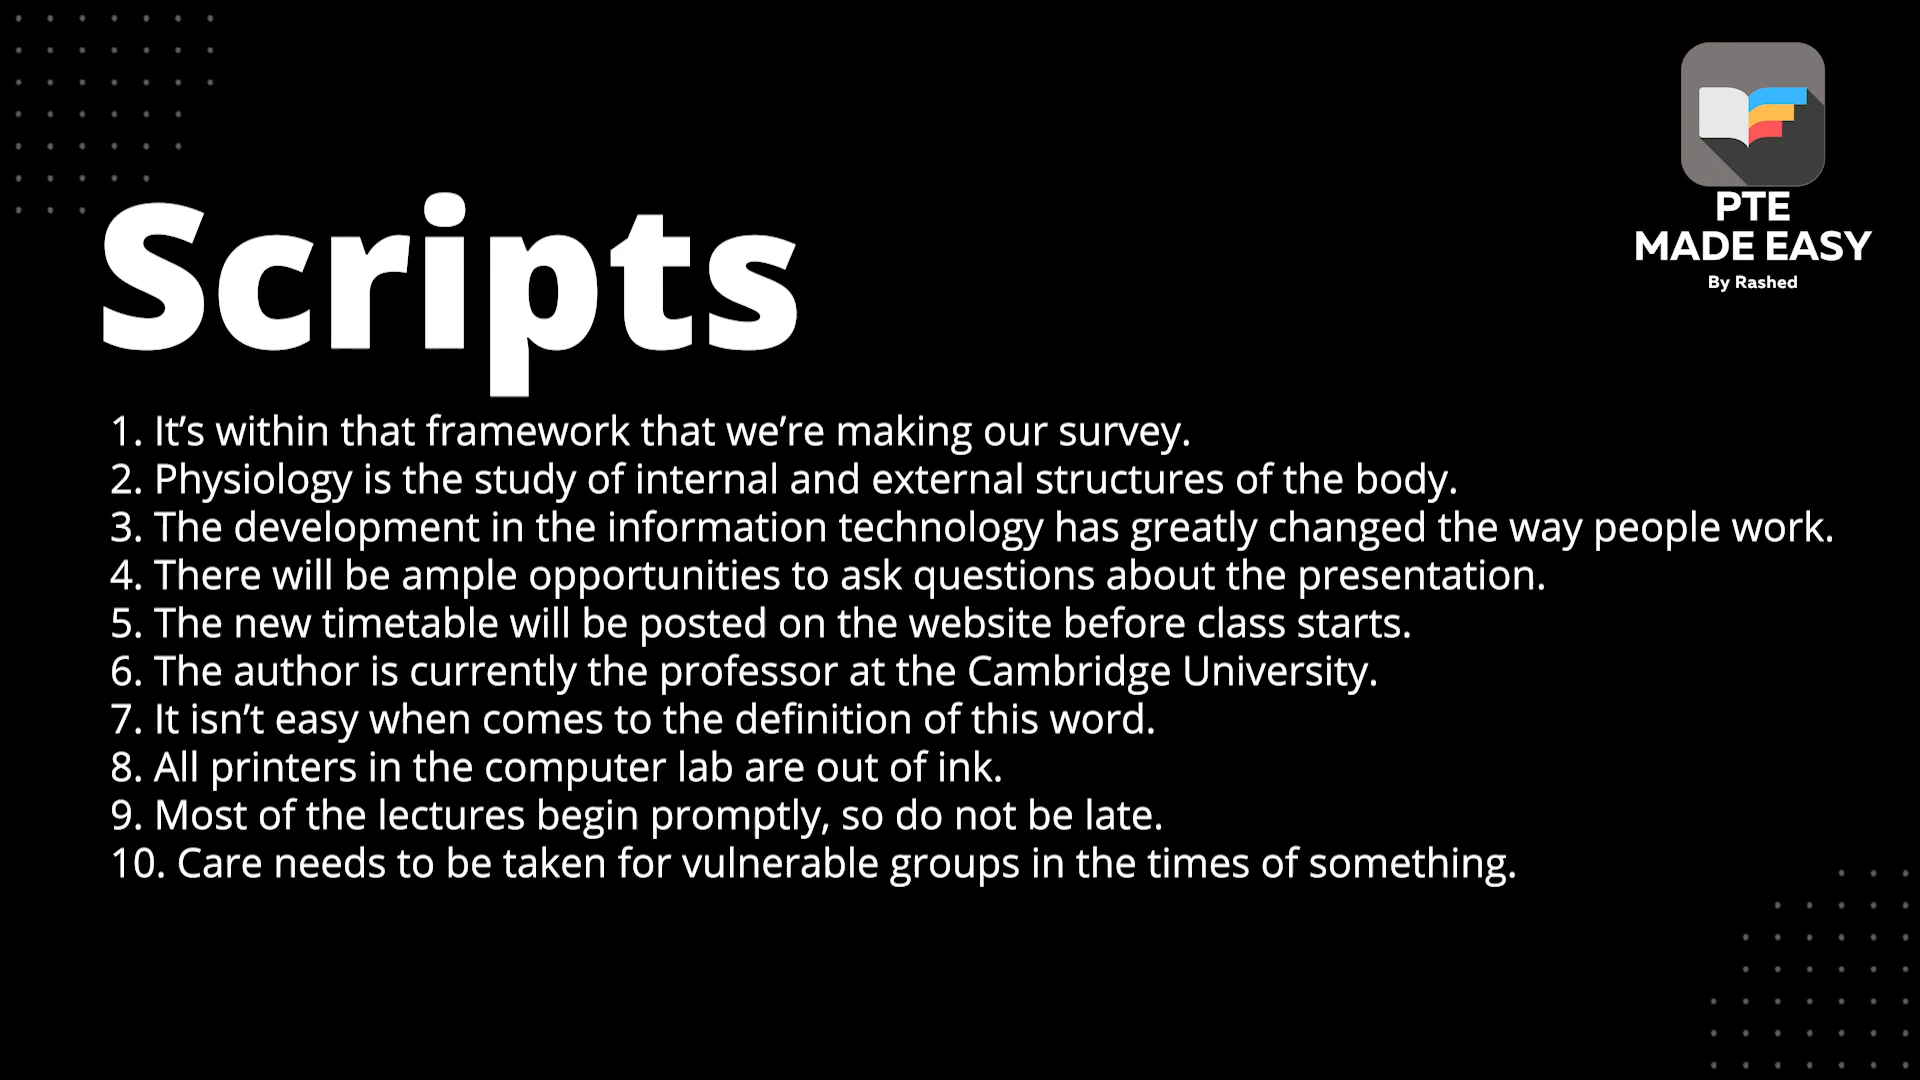 PTE
MADE EASY
By Rashed
Scripts
1. It’s within that framework that we’re making our survey.
2. Physiology is the study of internal and external structures of the body.
3. The development in the information technology has greatly changed the way people work.
4. There will be ample opportunities to ask questions about the presentation.
5. The new timetable will be posted on the website before class starts.
6. The author is currently the professor at the Cambridge University.
7. It isn’t easy when comes to the definition of this word.
8. All printers in the computer lab are out of ink.
9. Most of the lectures begin promptly, so do not be late.
10. Care needs to be taken for vulnerable groups in the times of something.